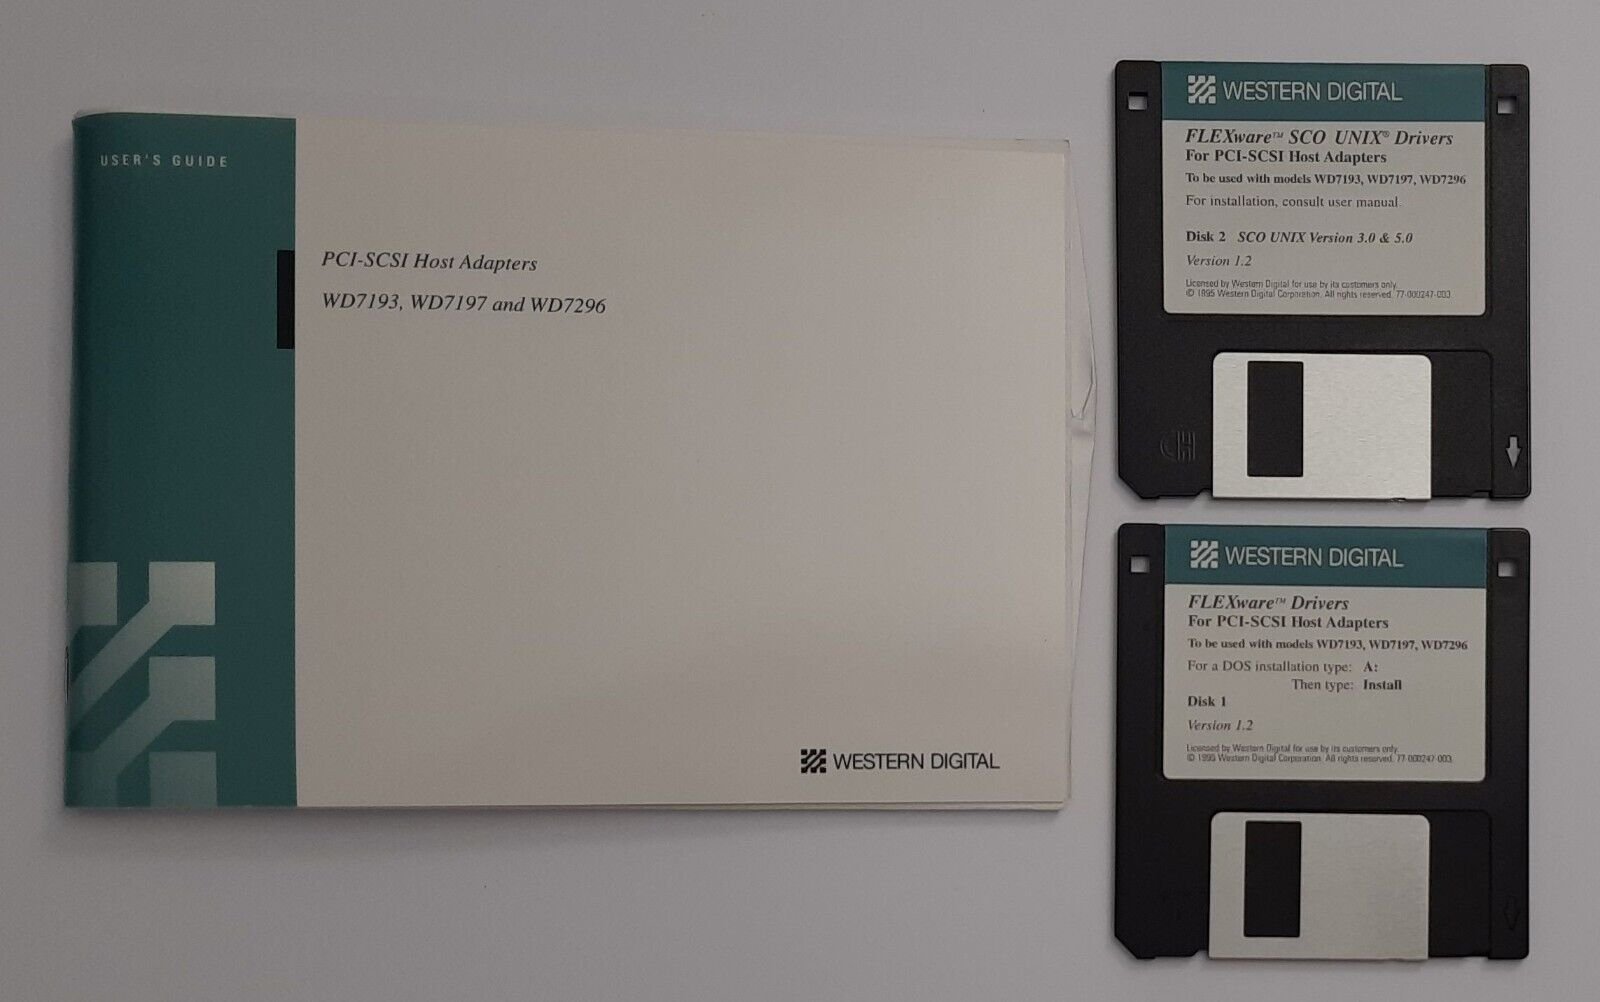 USER'S GUIDE
PCI-SCSI Host Adapters
WD7193, WD7197 and WD7296
WESTERN DIGITAL
WESTERN DIGITAL
FLEXware™ SCO UNIX® Drivers
For PCI-SCSI Host Adapters
To be used with models WD7193, WD7197, WD7296
For installation, consult user manual.
Disk 2 SCO UNIX Version 3.0 & 5.0
Version 1.2
Licensed by Western Digital for use by its customers only.
© 1995 Western Digital Corporation. All rights reserved. 77-000247-003
WESTERN DIGITAL
FLEXware™ Drivers
For PCI-SCSI Host Adapters
To be used with models WD7193, WD7197, WD7296
For a DOS installation type: A:
Then type: Install
Disk 1
Version 1.2
Licensed by Western Digital for use by its customers only.
© 1995 Western Digital Corporation. All rights reserved. 77-000247-003